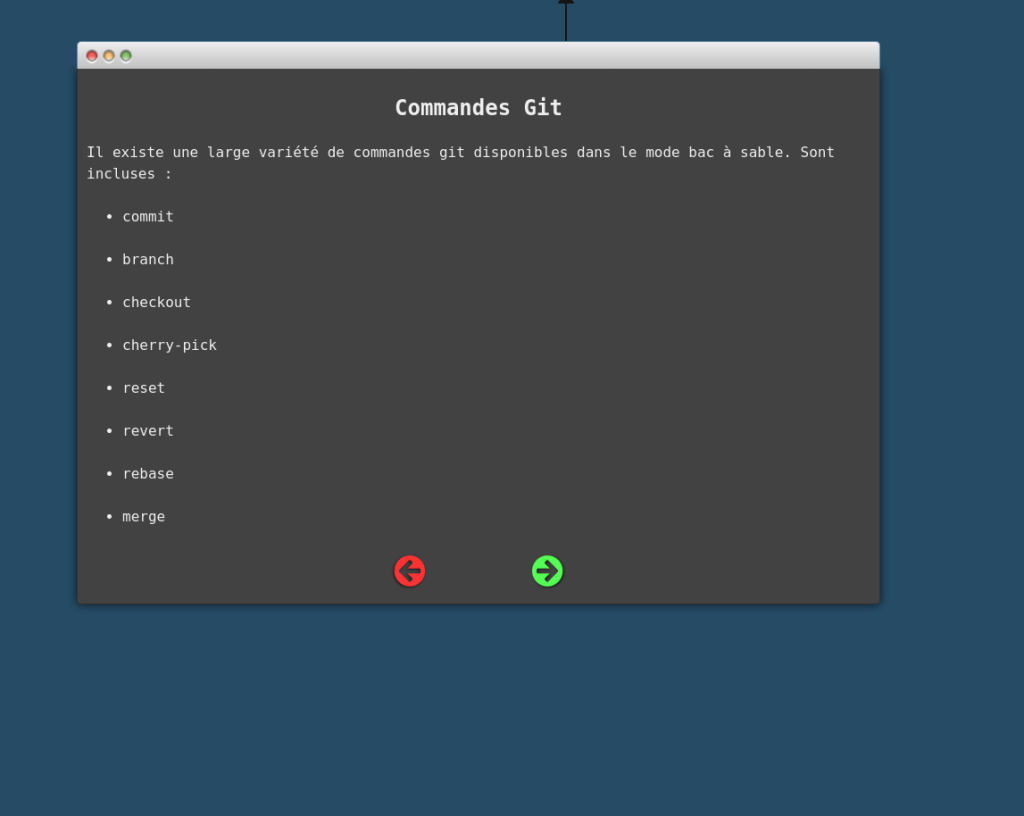 Commandes Git
Il existe une large variété de commandes git disponibles dans le mode bac à sable. Sont
incluses :
• commit
• branch
• checkout
• cherry-pick
• reset
• revert
• rebase
• merge